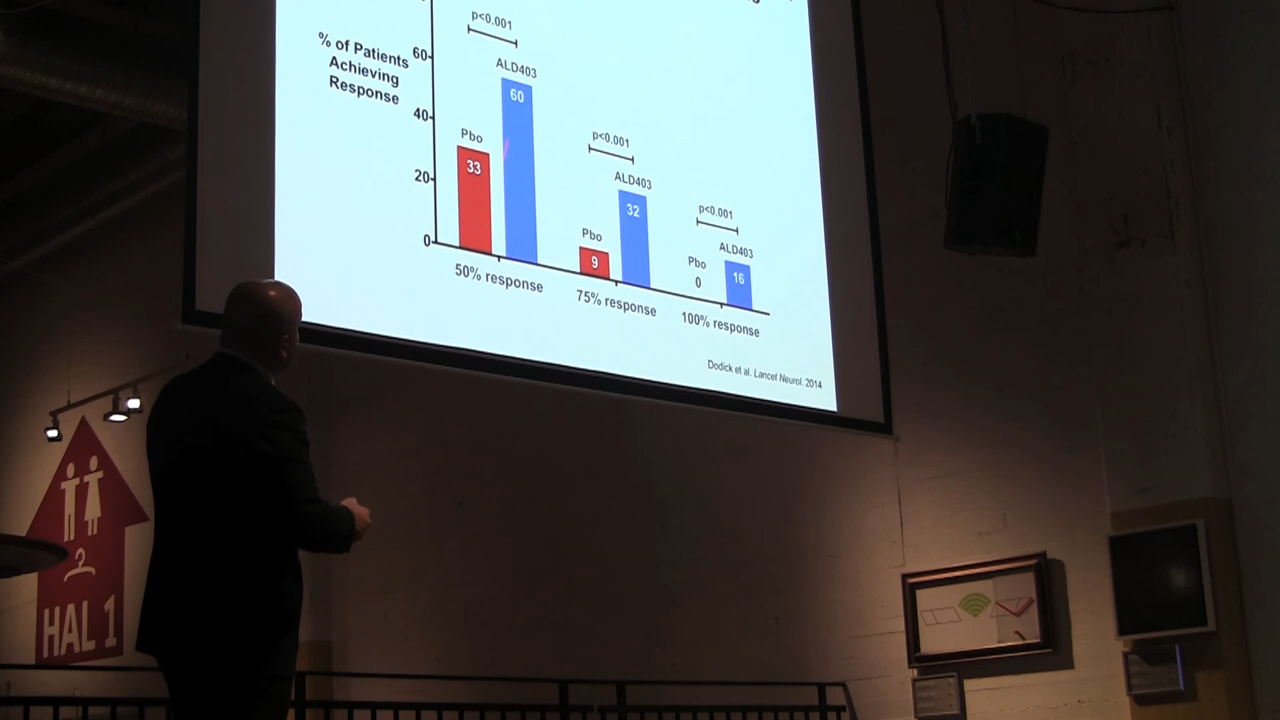 p<0.001
% of Patients
Achieving
Response
60
ALD403
60
40
Pbo
33
p<0.001
20
ALD403
32
p<0.001
Pbo
9
ALD403
Pbo
0
16
0
50% response
75% response
100% response
Dodick et al. Lancet Neurol. 2014
HAL 1